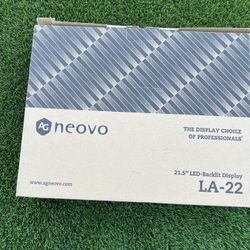 AG neovo
THE DISPLAY CHOICE
OF PROFESSIONALS
21.5" LED-Backlit Display
LA-22
www.agneovo.com